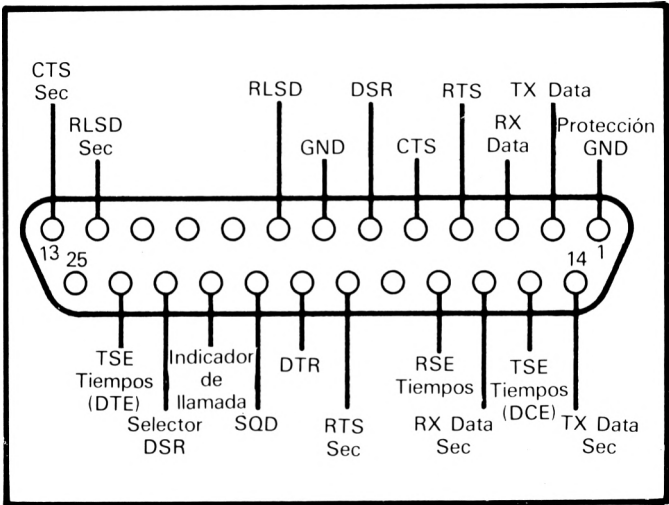 CTS
Sec
RLSD
Sec
RLSD
GND
DSR
CTS
RTS
RX
Data
TX Data
Protección
GND
13
1
25
14
TSE
Tiempos
(DTE)
Selector
DSR
Indicador
de
llamada
SQD
DTR
RTS
Sec
RSE
Tiempos
RX Data
Sec
TSE
Tiempos
(DCE)
TX Data
Sec